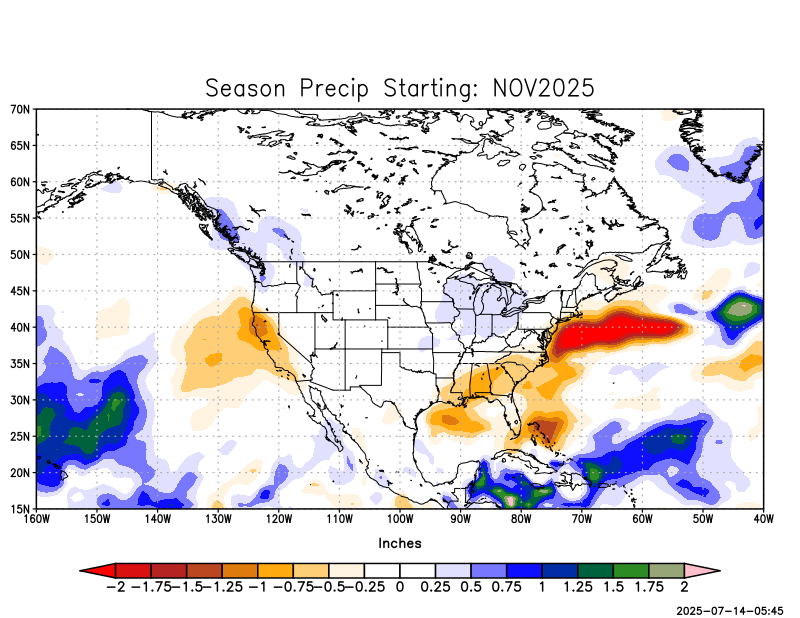 Season Precip Starting: NOV2025
70N
65N
60N
55N
50N
45N
40N
35N
30N
25N
20N
15N
160W 150W 140W 130W 120W 110W 100W 90W 80W 70W 60W 50W 40W
Inches
-2 -1.75 -1.5 -1.25 -1 -0.75 -0.5 -0.25 0 0.25 0.5 0.75 1 1.25 1.5 1.75 2
2025-07-14-05:45